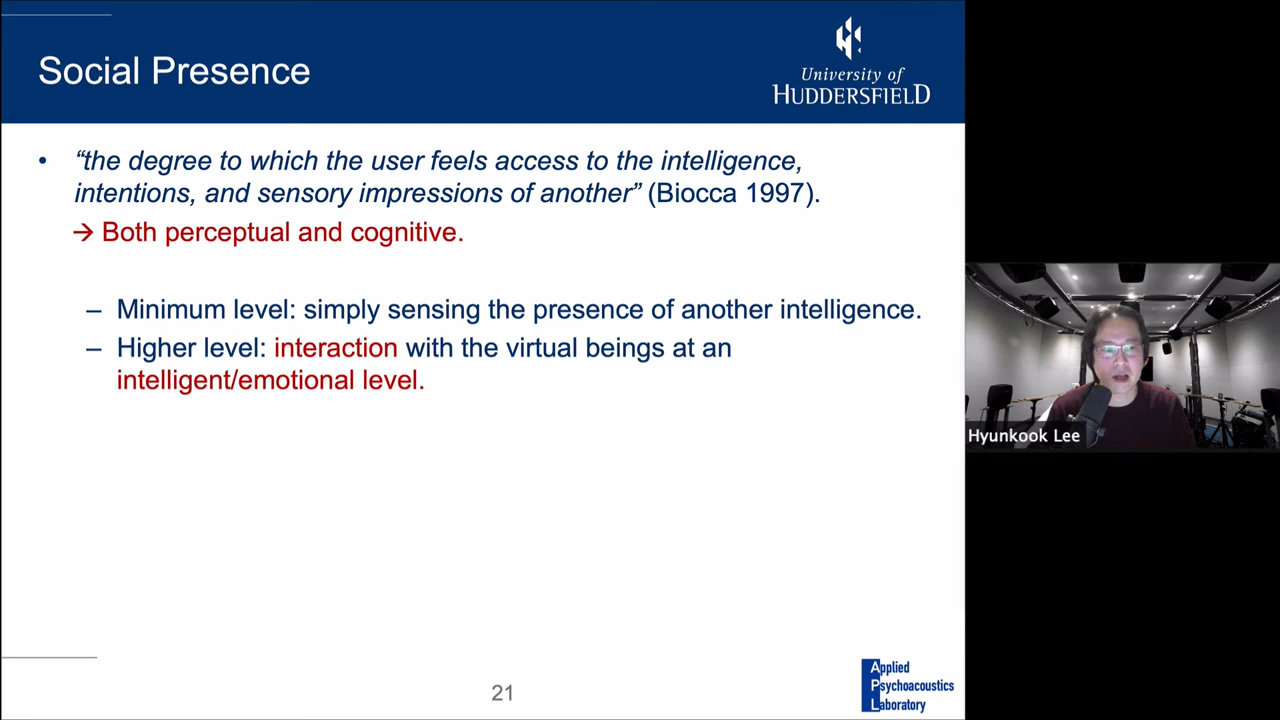 Social Presence
University of
HUDDERSFIELD
• “the degree to which the user feels access to the intelligence,
intentions, and sensory impressions of another” (Biocca 1997).
→ Both perceptual and cognitive.
– Minimum level: simply sensing the presence of another intelligence.
– Higher level: interaction with the virtual beings at an
intelligent/emotional level.
Hyunkook Lee
21
Applied
Psychoacoustics
Laboratory